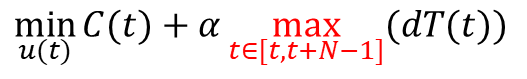 min C(t) + α max (dT(t))
u(t) t∈[t,t+N−1]